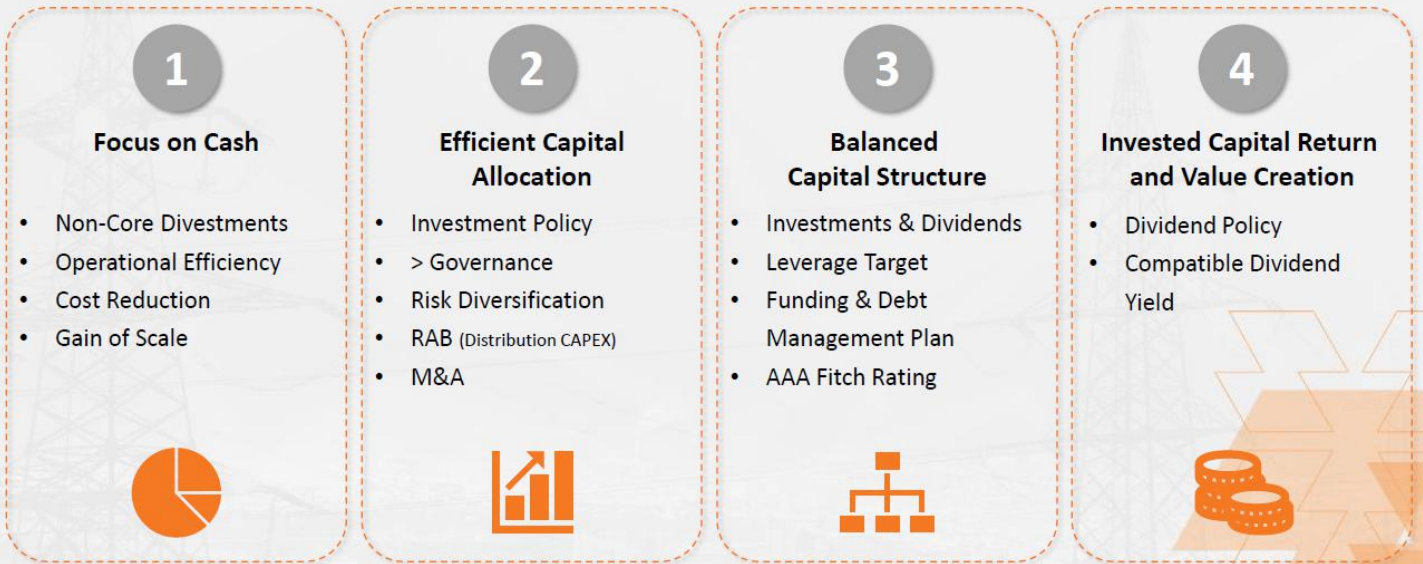 1
Focus on Cash
• Non-Core Divestments
• Operational Efficiency
• Cost Reduction
• Gain of Scale
2
Efficient Capital
Allocation
• Investment Policy
• > Governance
• Risk Diversification
• RAB (Distribution CAPEX)
• M&A
3
Balanced
Capital Structure
• Investments & Dividends
• Leverage Target
• Funding & Debt
Management Plan
• AAA Fitch Rating
4
Invested Capital Return
and Value Creation
• Dividend Policy
• Compatible Dividend
Yield